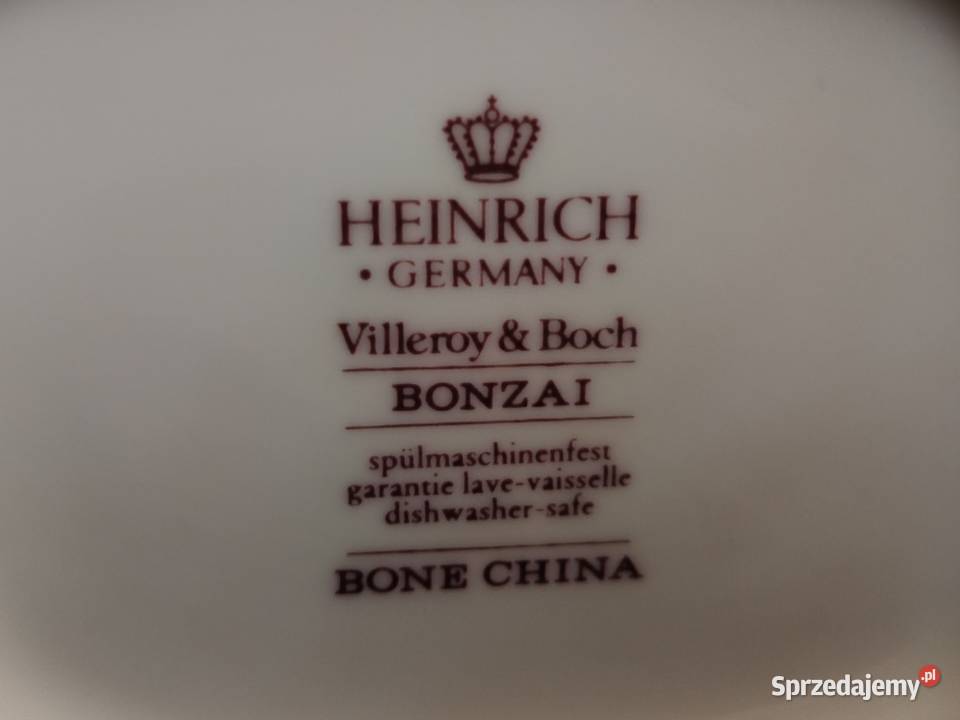 HEINRICH
• GERMANY •
Villeroy & Boch
BONZAI
spülmaschinenfest
garantie lave-vaisselle
dishwasher-safe
BONE CHINA
Sprzedajemy.pl